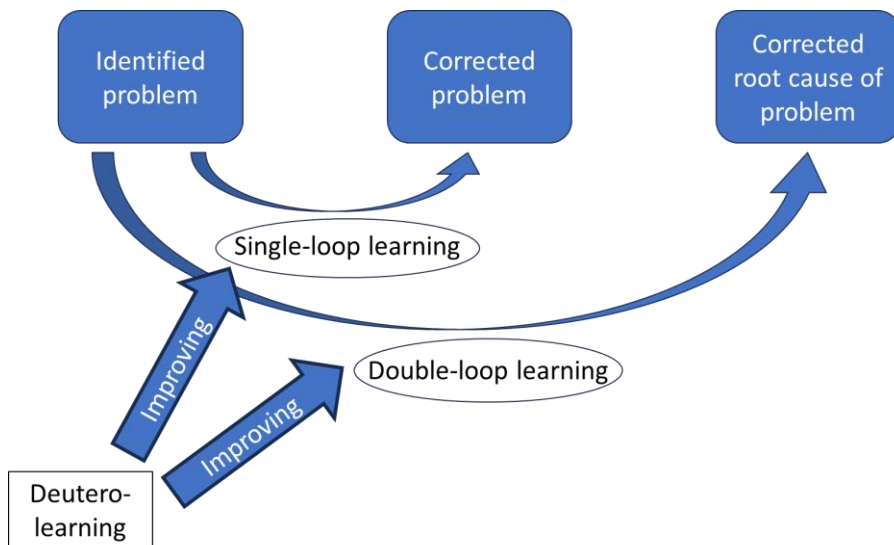 Identified
problem
Corrected
problem
Corrected
root cause of
problem
Single-loop learning
Double-loop learning
Improving
Improving
Deutero-
learning